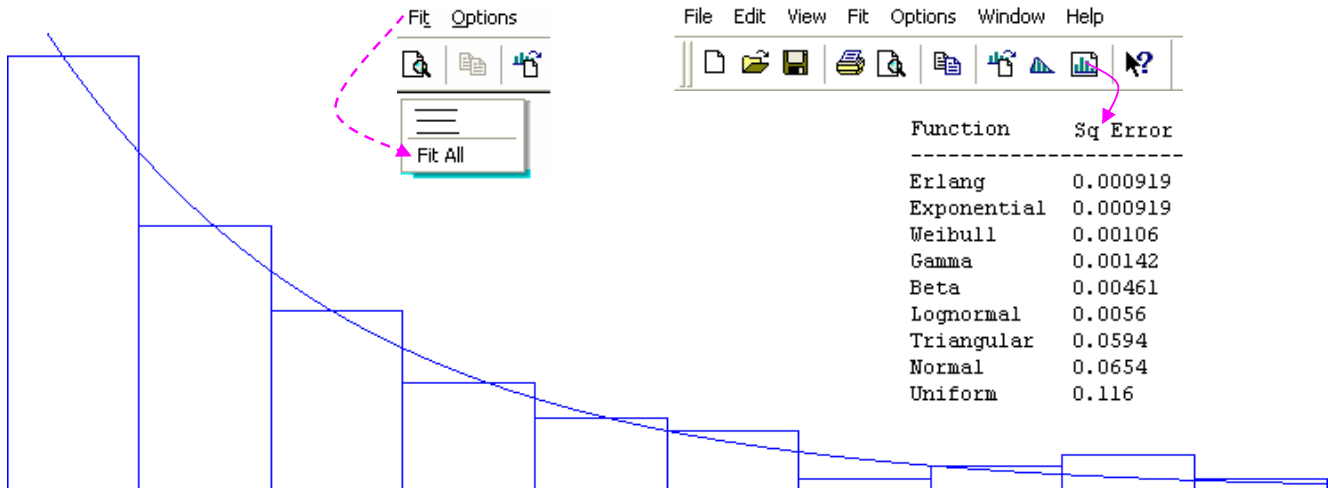 Fit Options
Fit All
File Edit View Fit Options Window Help
Function Sq Error
----------------------
Erlang 0.000919
Exponential 0.000919
Weibull 0.00106
Gamma 0.00142
Beta 0.00461
Lognormal 0.0056
Triangular 0.0594
Normal 0.0654
Uniform 0.116